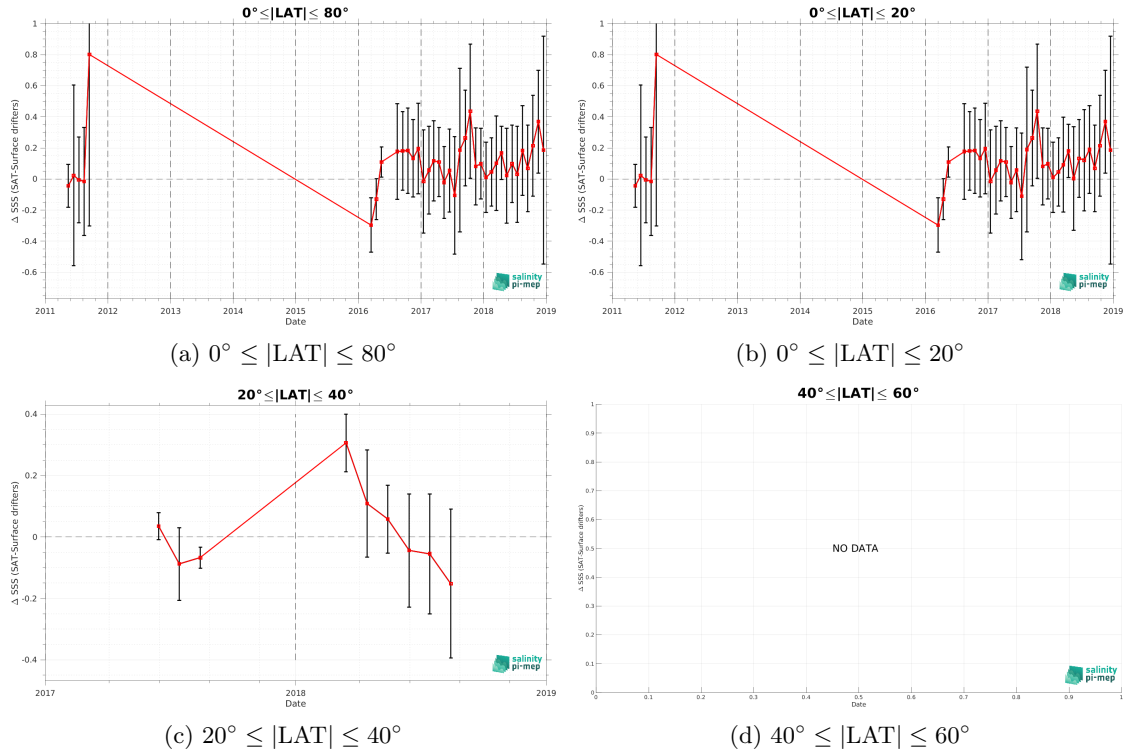 0°≤|LAT|≤ 80°
Δ SSS (SAT-Surface drifters)
1
0.8
0.6
0.4
0.2
0
-0.2
-0.4
-0.6
2011 2012 2013 2014 2015 2016 2017 2018 2019
Date
salinity
pi-mep
(a) 0° ≤ |LAT| ≤ 80°
0°≤|LAT|≤ 20°
Δ SSS (SAT-Surface drifters)
1
0.8
0.6
0.4
0.2
0
-0.2
-0.4
-0.6
2011 2012 2013 2014 2015 2016 2017 2018 2019
Date
salinity
pi-mep
(b) 0° ≤ |LAT| ≤ 20°
20°≤|LAT|≤ 40°
Δ SSS (SAT-Surface drifters)
0.4
0.2
0
-0.2
-0.4
2017 2018 2019
Date
salinity
pi-mep
(c) 20° ≤ |LAT| ≤ 40°
40°≤|LAT|≤ 60°
Δ SSS (SAT-Surface drifters)
1
0.9
0.8
0.7
0.6
0.5
0.4
0.3
0.2
0.1
0
NO DATA
0 0.1 0.2 0.3 0.4 0.5 0.6 0.7 0.8 0.9 1
Date
salinity
pi-mep
(d) 40° ≤ |LAT| ≤ 60°